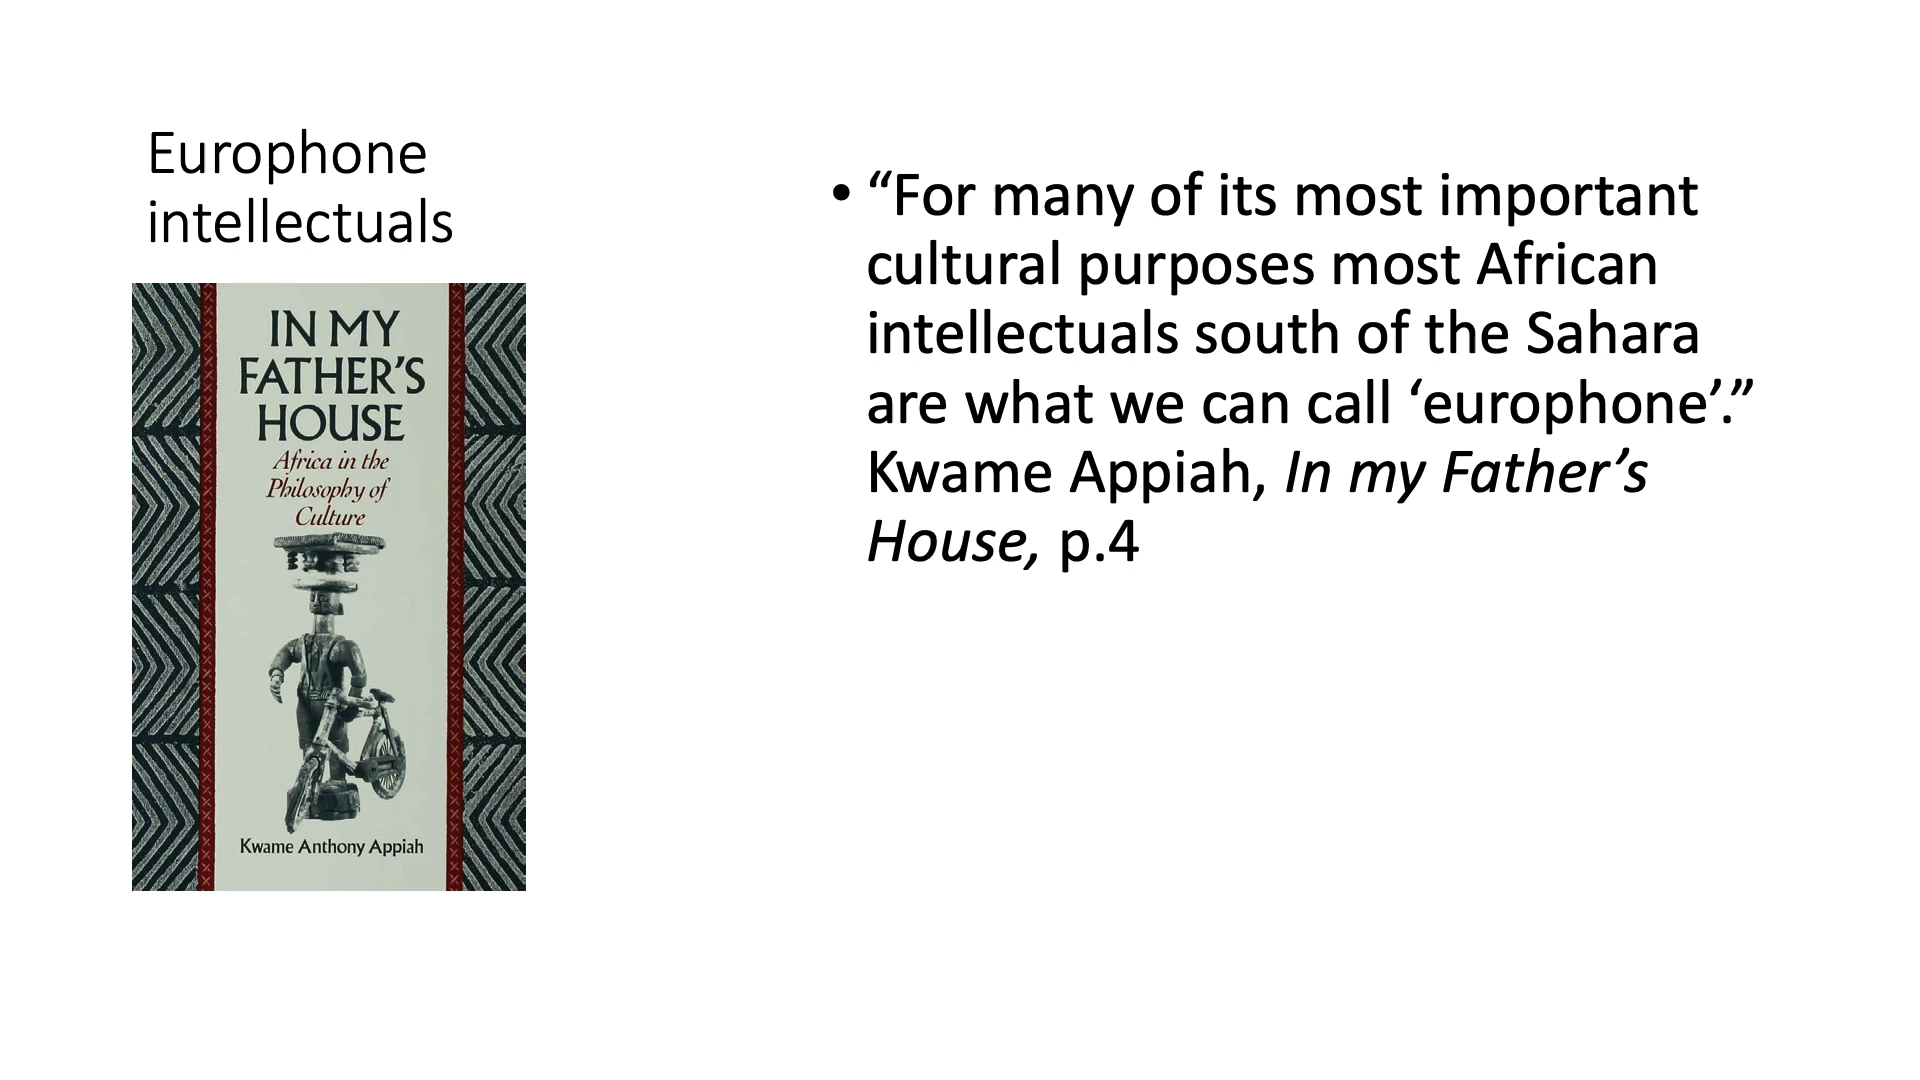 Europhone
intellectuals
IN MY
FATHER'S
HOUSE
Africa in the
Philosophy of
Culture
Kwame Anthony Appiah
• “For many of its most important
cultural purposes most African
intellectuals south of the Sahara
are what we can call ‘europhone’.”
Kwame Appiah, In my Father’s
House, p.4